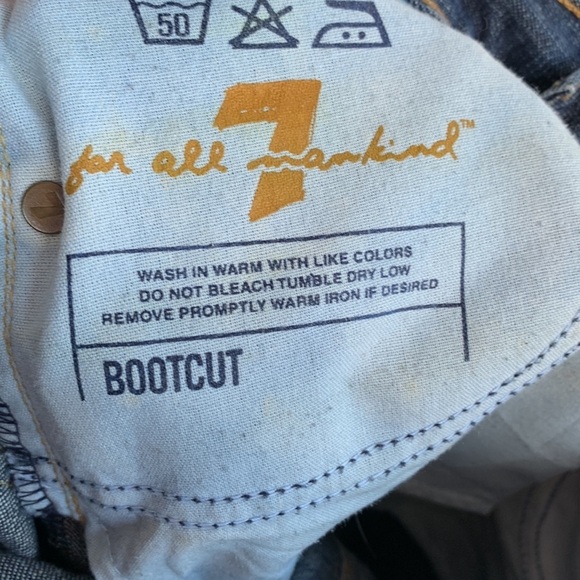 50
7
for all mankind™
WASH IN WARM WITH LIKE COLORS
DO NOT BLEACH TUMBLE DRY LOW
REMOVE PROMPTLY WARM IRON IF DESIRED
BOOTCUT